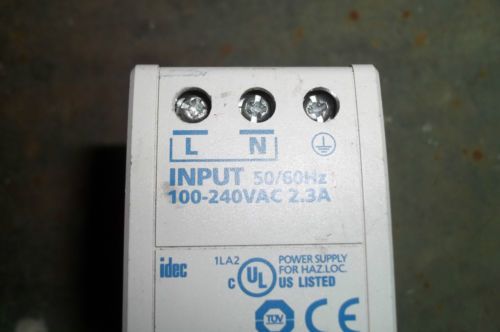 L N
INPUT 50/60Hz
100-240VAC 2.3A
idec
1LA2
C UL US LISTED
POWER SUPPLY
FOR HAZ.LOC.
TÜV CE